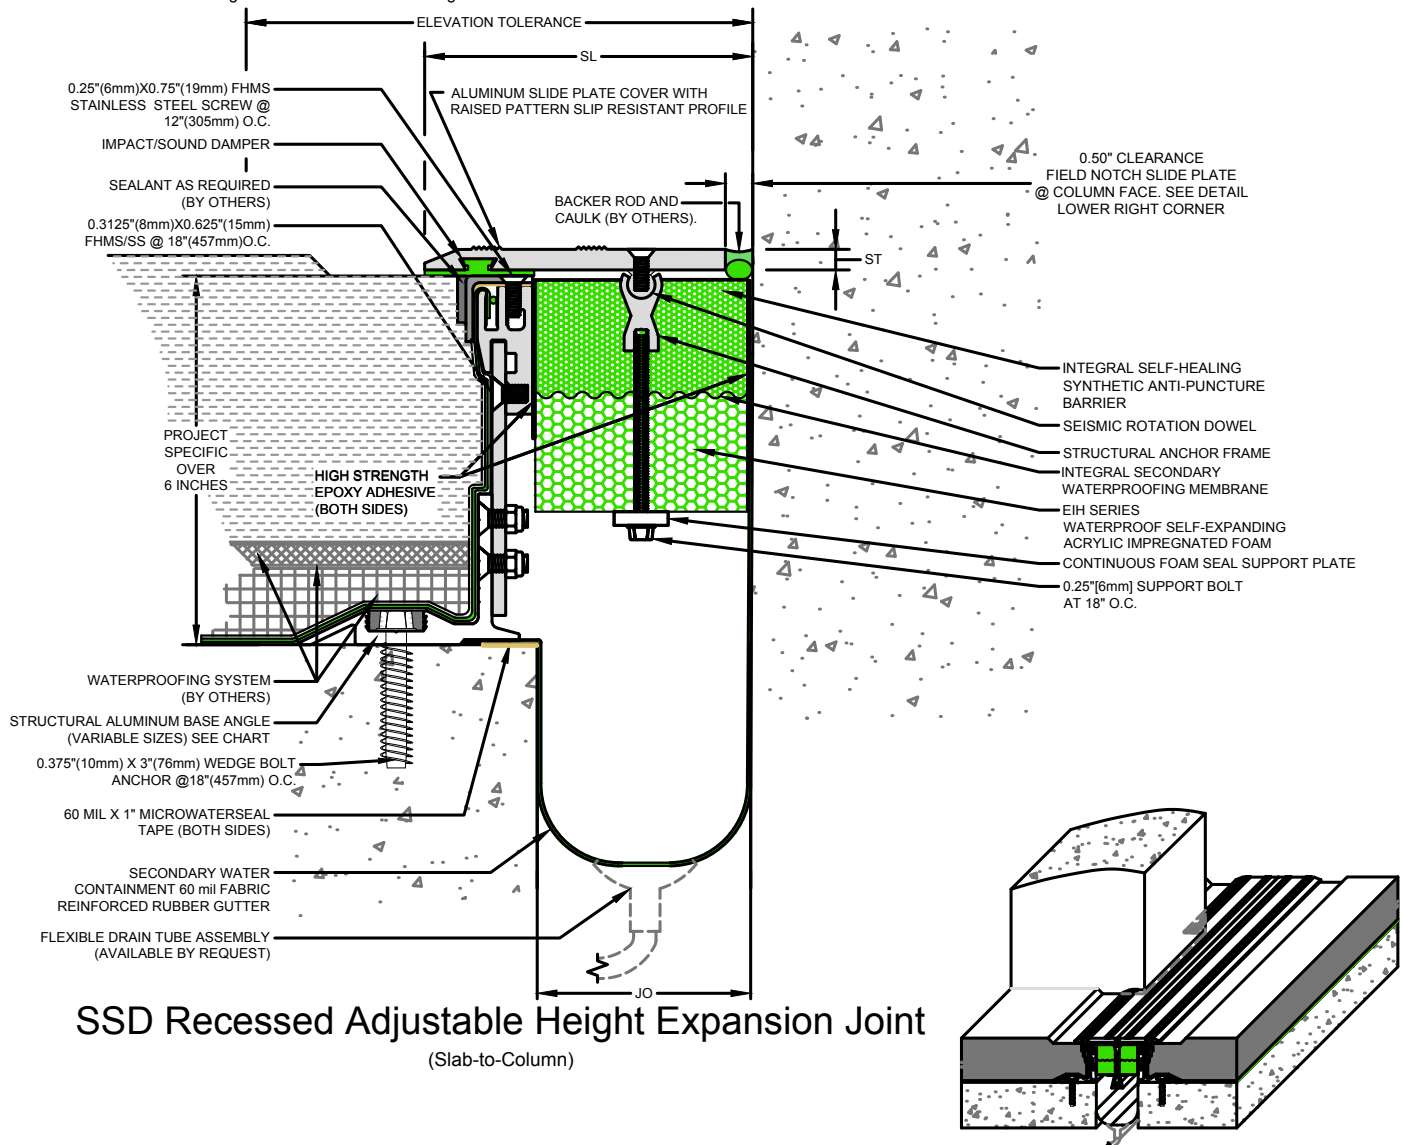 ELEVATION TOLERANCE
SL
0.25"(6mm)X0.75"(19mm) FHMS
STAINLESS STEEL SCREW @
12"(305mm) O.C.
IMPACT/SOUND DAMPER
SEALANT AS REQUIRED
(BY OTHERS)
0.3125"(8mm)X0.625"(15mm)
FHMS/SS @ 18"(457mm)O.C.
ALUMINUM SLIDE PLATE COVER WITH
RAISED PATTERN SLIP RESISTANT PROFILE
BACKER ROD AND
CAULK (BY OTHERS).
0.50" CLEARANCE
FIELD NOTCH SLIDE PLATE
@ COLUMN FACE. SEE DETAIL
LOWER RIGHT CORNER
ST
PROJECT
SPECIFIC
OVER
6 INCHES
HIGH STRENGTH
EPOXY ADHESIVE
(BOTH SIDES)
INTEGRAL SELF-HEALING
SYNTHETIC ANTI-PUNCTURE
BARRIER
SEISMIC ROTATION DOWEL
STRUCTURAL ANCHOR FRAME
INTEGRAL SECONDARY
WATERPROOFING MEMBRANE
EIH SERIES
WATERPROOF SELF-EXPANDING
ACRYLIC IMPREGNATED FOAM
CONTINUOUS FOAM SEAL SUPPORT PLATE
0.25"[6mm] SUPPORT BOLT
AT 18" O.C.
WATERPROOFING SYSTEM
(BY OTHERS)
STRUCTURAL ALUMINUM BASE ANGLE
(VARIABLE SIZES) SEE CHART
0.375"(10mm) X 3"(76mm) WEDGE BOLT
ANCHOR @18"(457mm) O.C.
60 MIL X 1" MICROWATERSEAL
TAPE (BOTH SIDES)
SECONDARY WATER
CONTAINMENT 60 mil FABRIC
REINFORCED RUBBER GUTTER
FLEXIBLE DRAIN TUBE ASSEMBLY
(AVAILABLE BY REQUEST)
JO
SSD Recessed Adjustable Height Expansion Joint
(Slab-to-Column)